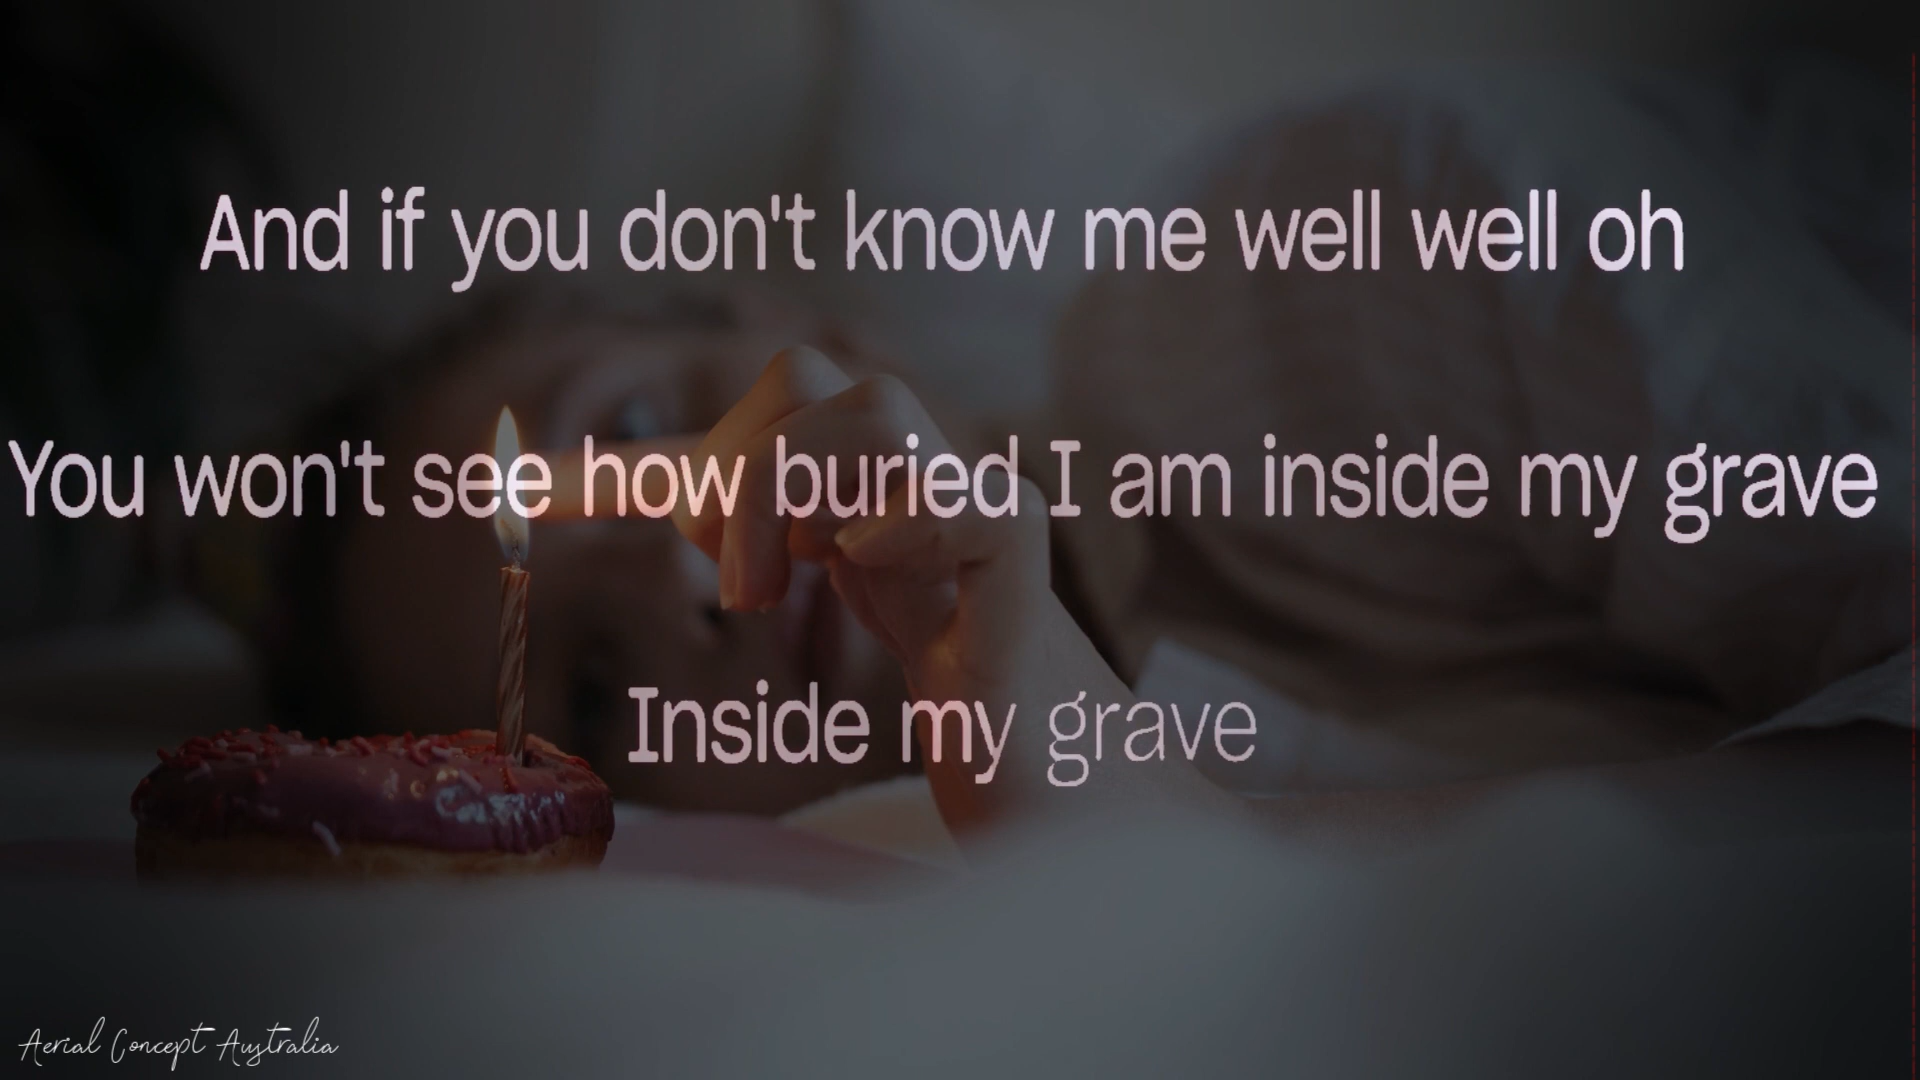 And if you don't know me well well oh
You won't see how buried I am inside my grave
Inside my grave
Aerial Concept Australia